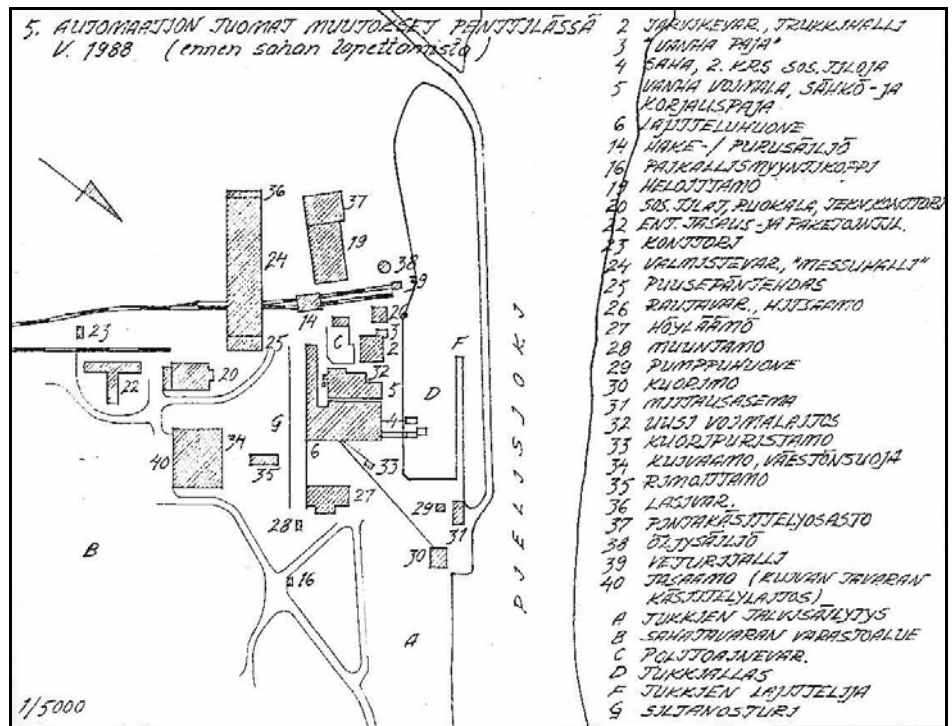 5. AUTOMAATION TUOMAT MUUTOKSET PENTTILÄSSÄ
V. 1988 (ennen sahan lopettamista)
2 TARVIKEVAR., TRUKKIHALLI
3 "VANHA PAJA"
4 SAHA, 2. KRS SOS.TILOJA
5 VANHA VOIMALA, SÄHKÖ- JA
KORJAUSPAJA
6 LAJITTELUHUONE
14 HAKE-/ PURUSÄILIÖ
16 PAIKALLISMYYNTIKOPPI
19 HELOITTAMO
20 SOS.TILAT, RUOKALA, TEKN.KONTTORI
22 ENT. TASAUS- JA PAKETOINTIL.
23 KONTTORI
24 VALMISTEVAR., "MESSUHALLI"
25 PUUSEPÄNTEHDAS
26 RAUTAVAR., HITSAAMO
27 HÖYLÄÄMÖ
28 MUUNTAMO
29 PUMPPUHUONE
30 KUORIMO
31 MITTAUSASEMA
32 UUSI VOIMALAITOS
33 KUORIPURISTAMO
34 KUIVAAMO, VÄESTÖNSUOJA
35 RIMOITTAMO
36 LASIVAR.
37 PINTAKÄSITTELYOSASTO
38 ÖLJYSÄILIÖ
39 VETURITALLI
40 TASAAMO (KUIVAN TAVARAN
KÄSITTELYLAITOS)
A TUKKIEN TALVISÄILYTYS
B SAHATAVARAN VARASTOALUE
C POLTTOAINEVAR.
D TUKKIALLAS
F TUKKIEN LAJITTELIJA
G SILTANOSTURI
36
37
24
19
38
39
14
26
23
3
C
2
25
F
32
20
22
5
D
4
G
34
6
40
35
33
27
29
28
31
30
B
16
A
PIELISJOKI
1/5000